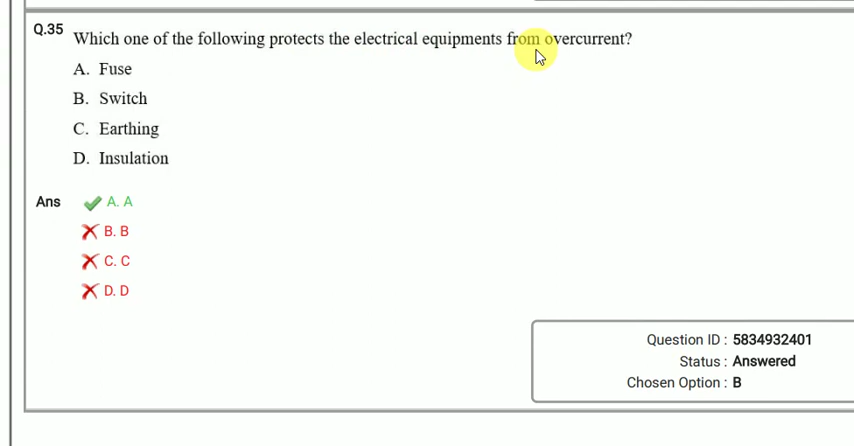 Q.35 Which one of the following protects the electrical equipments from overcurrent?
A. Fuse
B. Switch
C. Earthing
D. Insulation
Ans A. A
B. B
C. C
D. D
Question ID : 5834932401
Status : Answered
Chosen Option : B